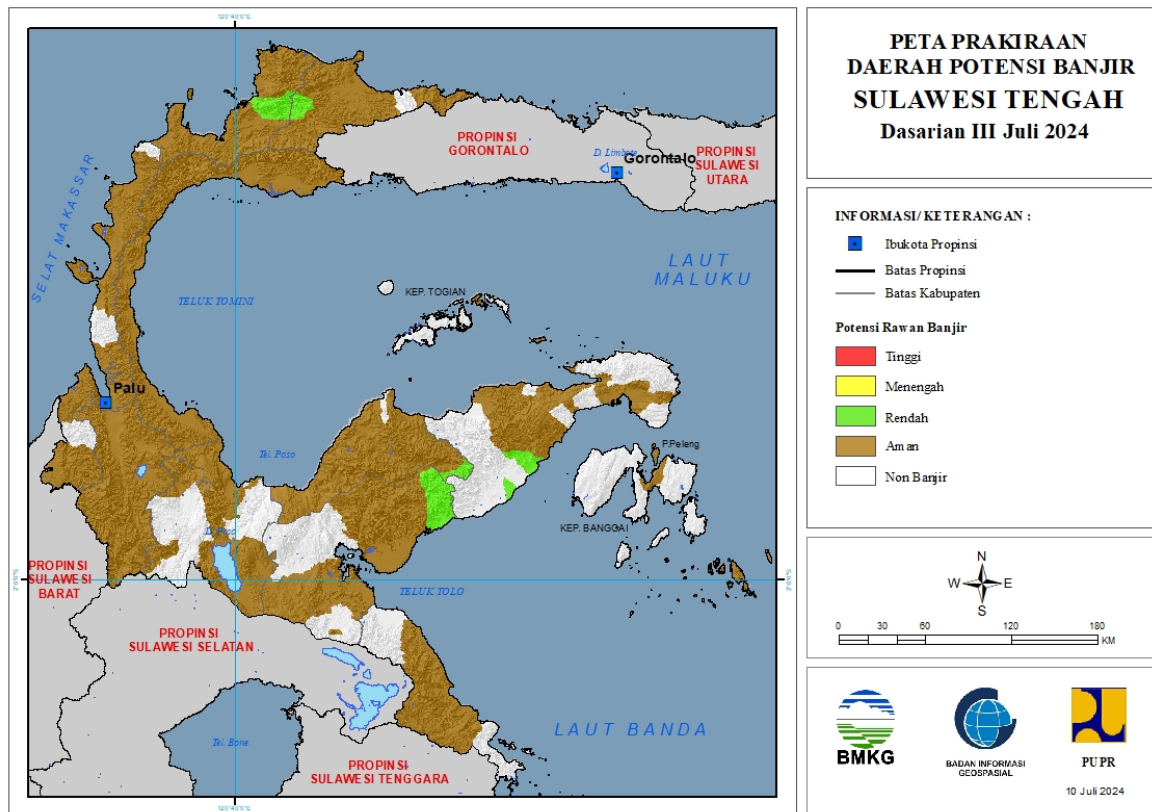 PETA PRAKIRAAN
DAERAH POTENSI BANJIR
SULAWESI TENGAH
Dasarian III Juli 2024
INFORMASI/ KETERANGAN :
Ibukota Propinsi
Batas Propinsi
Batas Kabupaten
Potensi Rawan Banjir
Tinggi
Menengah
Rendah
Aman
Non Banjir
N
W E
S
0 30 60 120 180
KM
BMKG
BADAN INFORMASI
GEOSPASIAL
PUPR
10 Juli 2024
PROPINSI
GORONTALO
D. Limboto
Gorontalo
PROPINSI
SULAWESI
UTARA
SELAT MAKASSAR
LAUT
MALUKU
TELUK TOMINI
KEP. TOGIAN
Palu
Tel. Poso
P.Peleng
KEP. BANGGAI
D. Poso
PROPINSI
SULAWESI
BARAT
TELUK TOLO
PROPINSI
SULAWESI SELATAN
LAUT BANDA
Tel. Bone
PROPINSI
SULAWESI TENGGARA